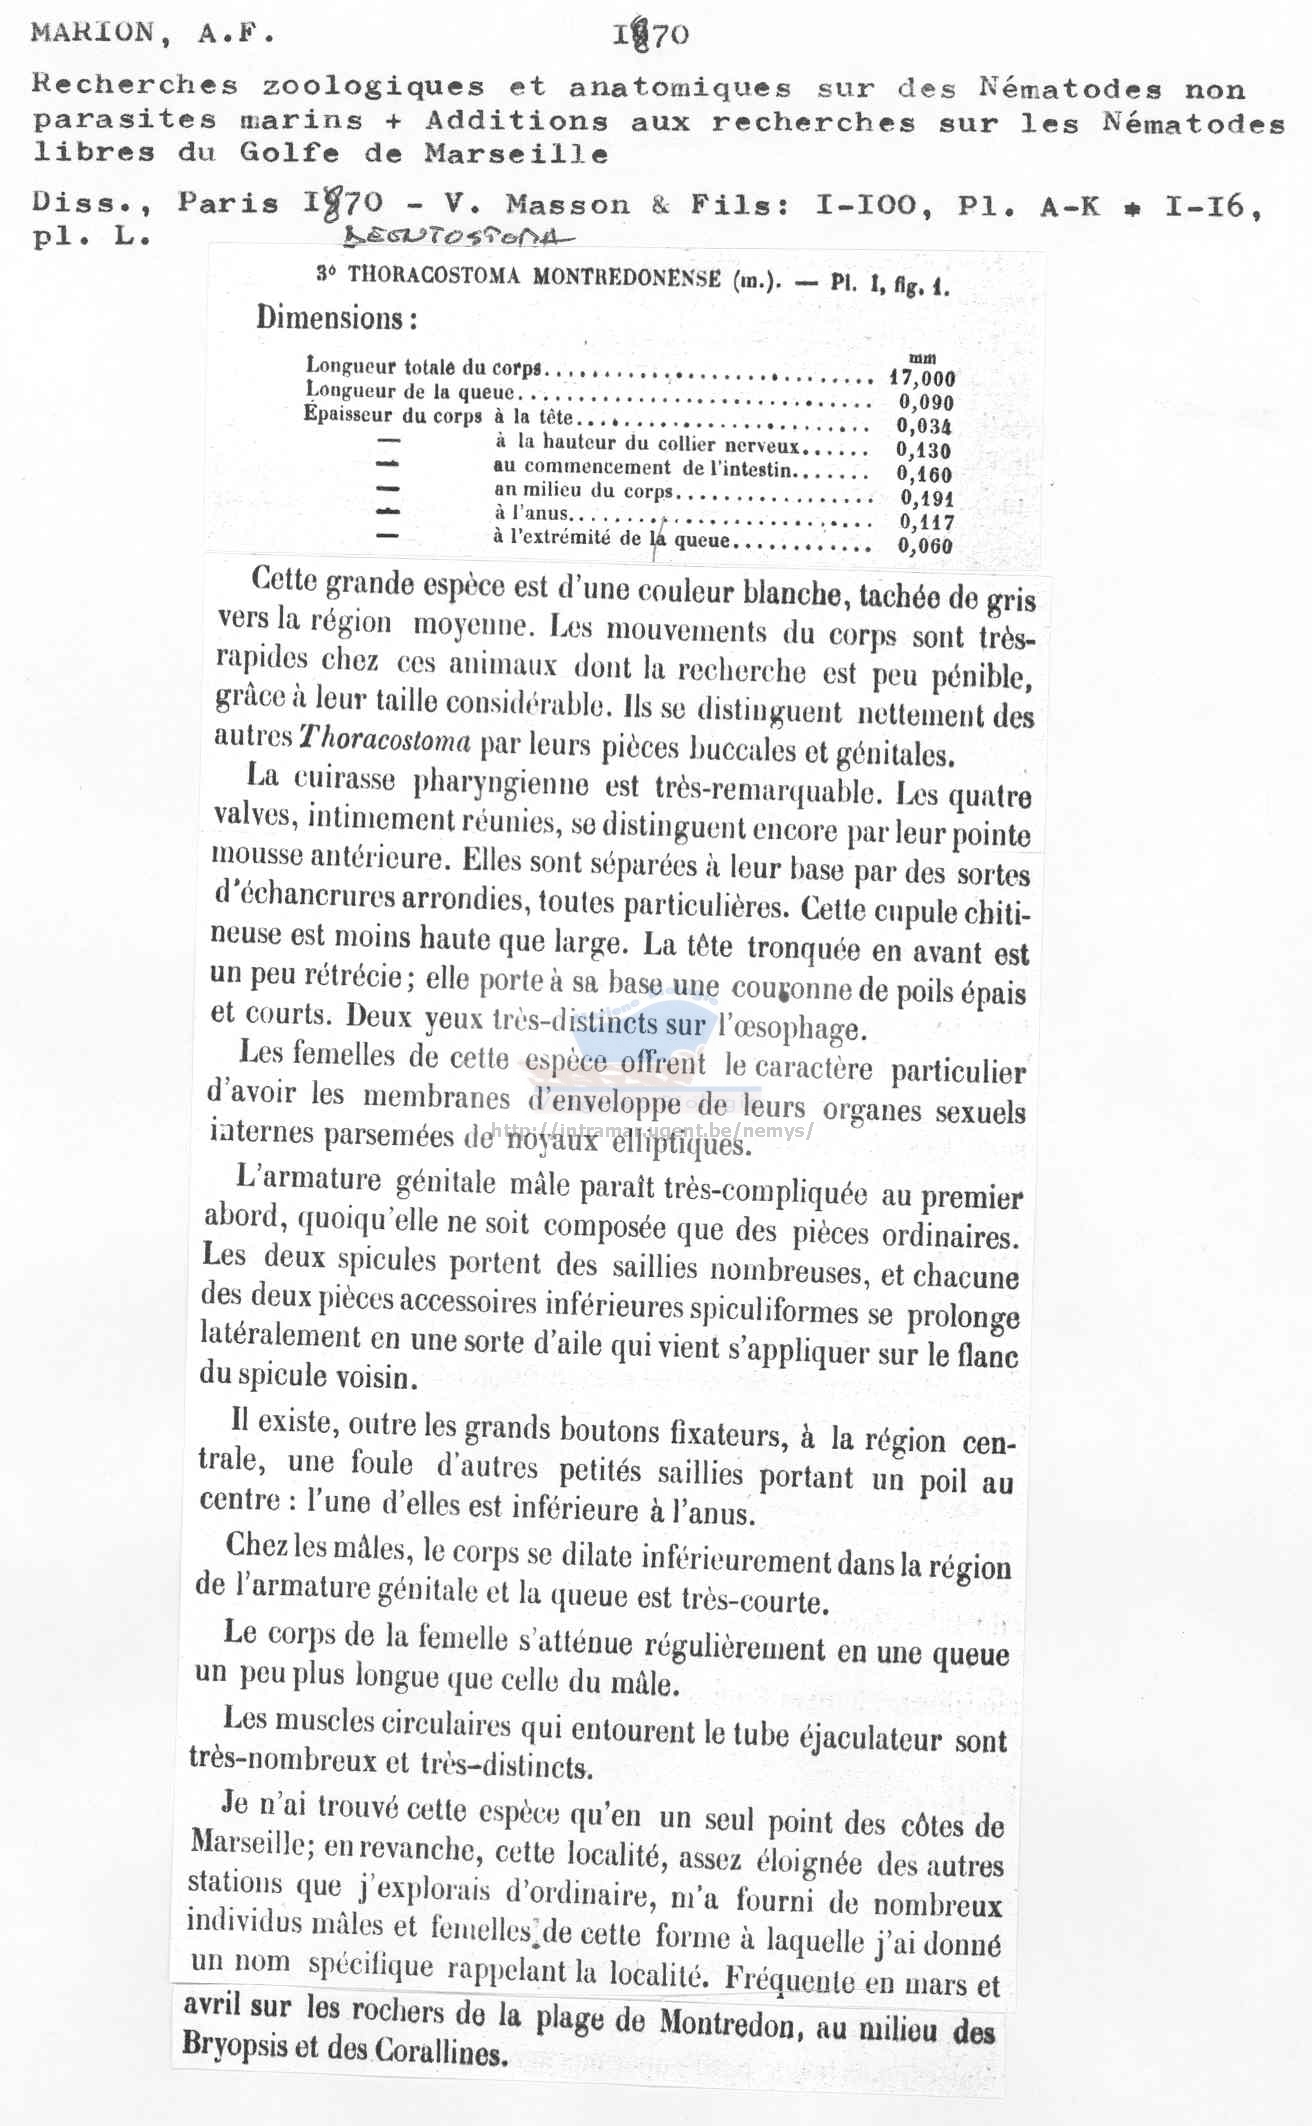 MARION, A.F. 1870
Recherches zoologiques et anatomiques sur des Nématodes non
parasites marins + Additions aux recherches sur les Nématodes
libres du Golfe de Marseille
Diss., Paris I870 - V. Masson & Fils: I-IOO, Pl. A-K * I-I6,
pl. L.
3° THORACOSTOMA MONTREDONENSE (m.). — Pl. I, fig. 1.
Dimensions :
mm
Longueur totale du corps.............................. 17,000
Longueur de la queue.............................. 0,090
Épaisseur du corps à la tête......................... 0,034
— à la hauteur du collier nerveux...... 0,130
— au commencement de l'intestin....... 0,160
— an milieu du corps................. 0,191
— à l'anus.......................... 0,117
— à l'extrémité de la queue............ 0,060
Cette grande espèce est d'une couleur blanche, tachée de gris
vers la région moyenne. Les mouvements du corps sont très-
rapides chez ces animaux dont la recherche est peu pénible,
grâce à leur taille considérable. Ils se distinguent nettement des
autres Thoracostoma par leurs pièces buccales et génitales.
La cuirasse pharyngienne est très-remarquable. Les quatre
valves, intimement réunies, se distinguent encore par leur pointe
mousse antérieure. Elles sont séparées à leur base par des sortes
d'échancrures arrondies, toutes particulières. Cette cupule chiti-
neuse est moins haute que large. La tête tronquée en avant est
un peu rétrécie; elle porte à sa base une couronne de poils épais
et courts. Deux yeux très-distincts sur l'œsophage.
Les femelles de cette espèce offrent le caractère particulier
d'avoir les membranes d'enveloppe de leurs organes sexuels
internes parsemées de noyaux elliptiques.
http://intramar.ugent.be/nemys/
L'armature génitale mâle paraît très-compliquée au premier
abord, quoiqu'elle ne soit composée que des pièces ordinaires.
Les deux spicules portent des saillies nombreuses, et chacune
des deux pièces accessoires inférieures spiculiformes se prolonge
latéralement en une sorte d'aile qui vient s'appliquer sur le flanc
du spicule voisin.
Il existe, outre les grands boutons fixateurs, à la région cen-
trale, une foule d'autres petités saillies portant un poil au
centre : l'une d'elles est inférieure à l'anus.
Chez les mâles, le corps se dilate inférieurement dans la région
de l'armature génitale et la queue est très-courte.
Le corps de la femelle s'atténue régulièrement en une queue
un peu plus longue que celle du mâle.
Les muscles circulaires qui entourent le tube éjaculateur sont
très-nombreux et très-distincts.
Je n'ai trouvé cette espèce qu'en un seul point des côtes de
Marseille; en revanche, cette localité, assez éloignée des autres
stations que j'explorais d'ordinaire, m'a fourni de nombreux
individus mâles et femelles de cette forme à laquelle j'ai donné
un nom spécifique rappelant la localité. Fréquente en mars et
avril sur les rochers de la plage de Montredon, au milieu des
Bryopsis et des Corallines.